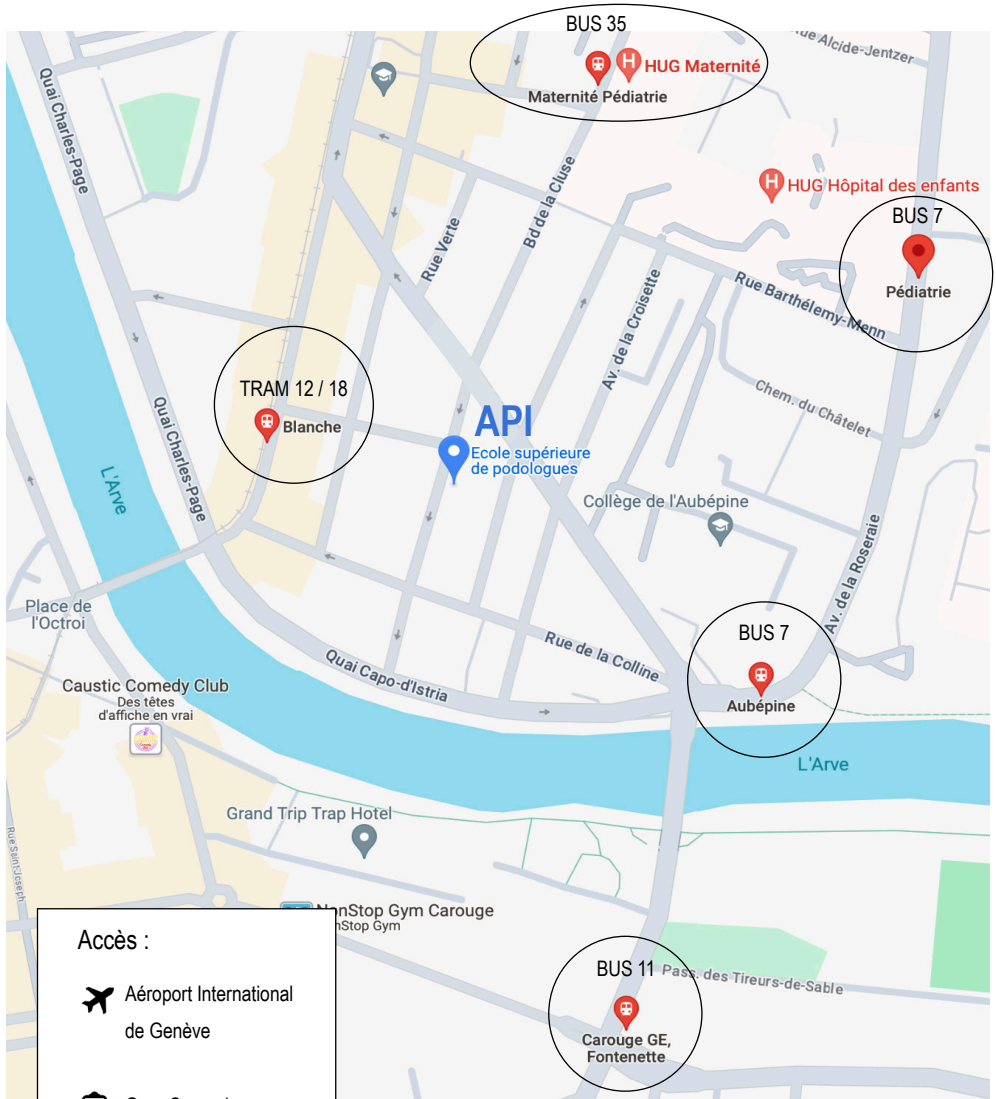 BUS 35
Rue Alcide-Jentzer
HUG Maternité
Maternité Pédiatrie
Quai Charles-Page
Bd de la Cluse
HUG Hôpital des enfants
BUS 7
Pédiatrie
Rue Verte
Av. de la Croisette
Rue Barthélemy-Menn
TRAM 12 / 18
Blanche
Chem. du Châtelet
API
Ecole supérieure
de podologues
Quai Charles-Page
L'Arve
Collège de l'Aubépine
Av. de la Roseraie
Place de
l'Octroi
BUS 7
Rue de la Colline
Quai Capo-d'Istria
Aubépine
Caustic Comedy Club
Des têtes
d'affiche en vrai
L'Arve
Grand Trip Trap Hotel
Rue Saint-Joseph
NonStop Gym Carouge
nStop Gym
Accès :
BUS 11
Pass. des Tireurs-de-Sable
Aéroport International
de Genève
Carouge GE,
Fontenette